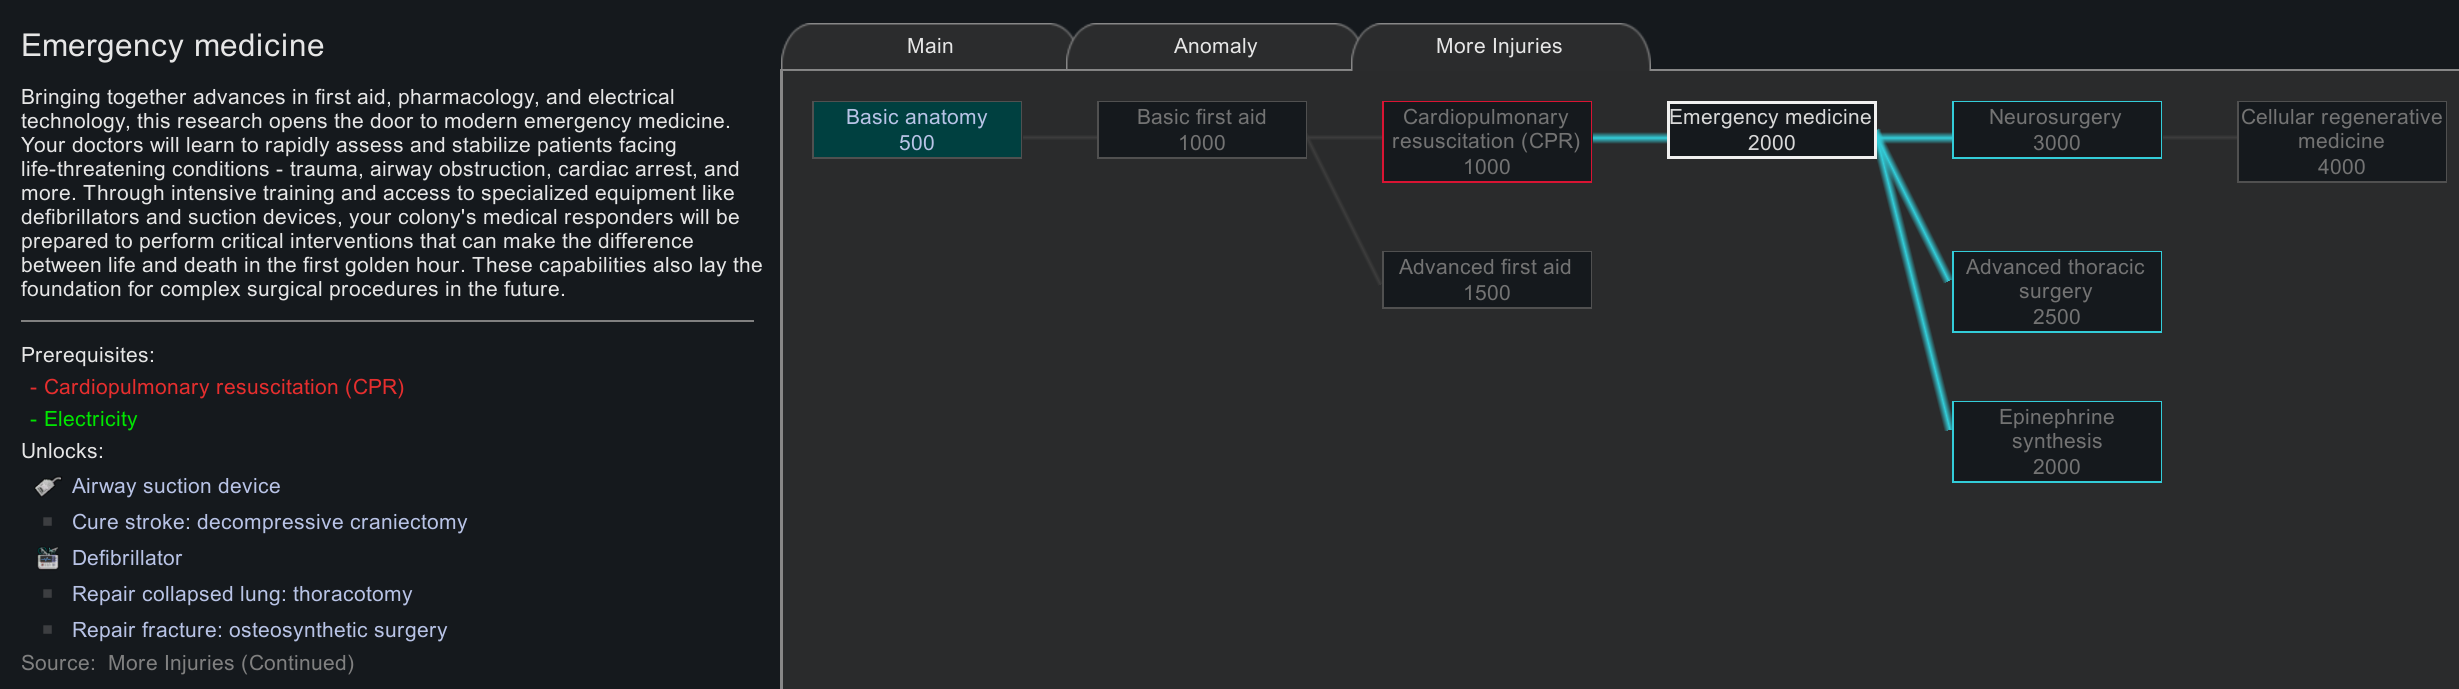 Emergency medicine
Bringing together advances in first aid, pharmacology, and electrical
technology, this research opens the door to modern emergency medicine.
Your doctors will learn to rapidly assess and stabilize patients facing
life-threatening conditions - trauma, airway obstruction, cardiac arrest, and
more. Through intensive training and access to specialized equipment like
defibrillators and suction devices, your colony's medical responders will be
prepared to perform critical interventions that can make the difference
between life and death in the first golden hour. These capabilities also lay the
foundation for complex surgical procedures in the future.
Prerequisites:
- Cardiopulmonary resuscitation (CPR)
- Electricity
Unlocks:
Airway suction device
Cure stroke: decompressive craniectomy
Defibrillator
Repair collapsed lung: thoracotomy
Repair fracture: osteosynthetic surgery
Source: More Injuries (Continued)
Main
Anomaly
More Injuries
Basic anatomy
500
Basic first aid
1000
Cardiopulmonary
resuscitation (CPR)
1000
Emergency medicine
2000
Neurosurgery
3000
Cellular regenerative
medicine
4000
Advanced first aid
1500
Advanced thoracic
surgery
2500
Epinephrine
synthesis
2000